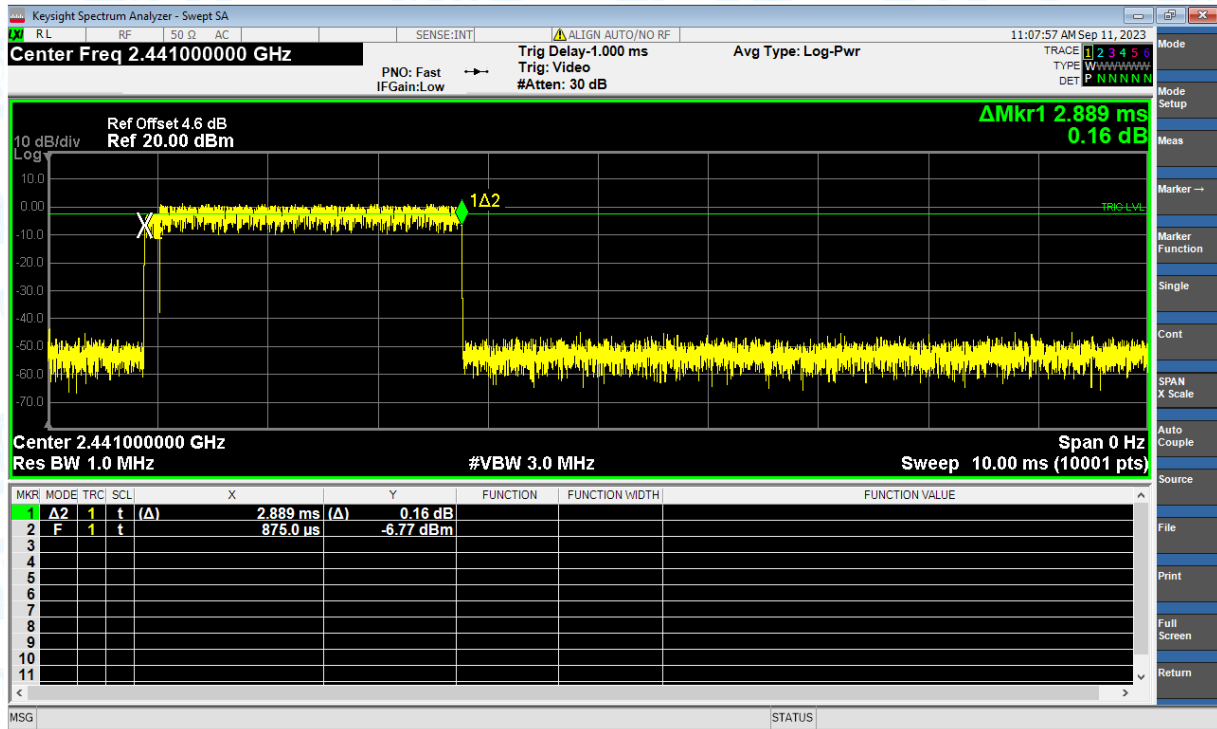 Keysight Spectrum Analyzer - Swept SA
LXI RL RF 50 Ω AC SENSE:INT ALIGN AUTO/NO RF 11:07:57 AM Sep 11, 2023
Center Freq 2.441000000 GHz
PNO: Fast
IFGain:Low
Trig Delay-1.000 ms
Trig: Video
#Atten: 30 dB
Avg Type: Log-Pwr
TRACE 1 2 3 4 5 6
TYPE WWWWWW
DET P N N N N N
ΔMkr1 2.889 ms
0.16 dB
Ref Offset 4.6 dB
10 dB/div Ref 20.00 dBm
Log
10.0
0.00
-10.0
-20.0
-30.0
-40.0
-50.0
-60.0
-70.0
1Δ2
TRIG LVL
X
Center 2.441000000 GHz Span 0 Hz
Res BW 1.0 MHz #VBW 3.0 MHz Sweep 10.00 ms (10001 pts)
MKR MODE TRC SCL X Y FUNCTION FUNCTION WIDTH FUNCTION VALUE
1 Δ2 1 t (Δ) 2.889 ms (Δ) 0.16 dB
2 F 1 t 875.0 µs -6.77 dBm
3
4
5
6
7
8
9
10
11
MSG STATUS
Mode
Mode
Setup
Meas
Marker →
Marker
Function
Single
Cont
SPAN
X Scale
Auto
Couple
Source
File
Print
Full
Screen
Return